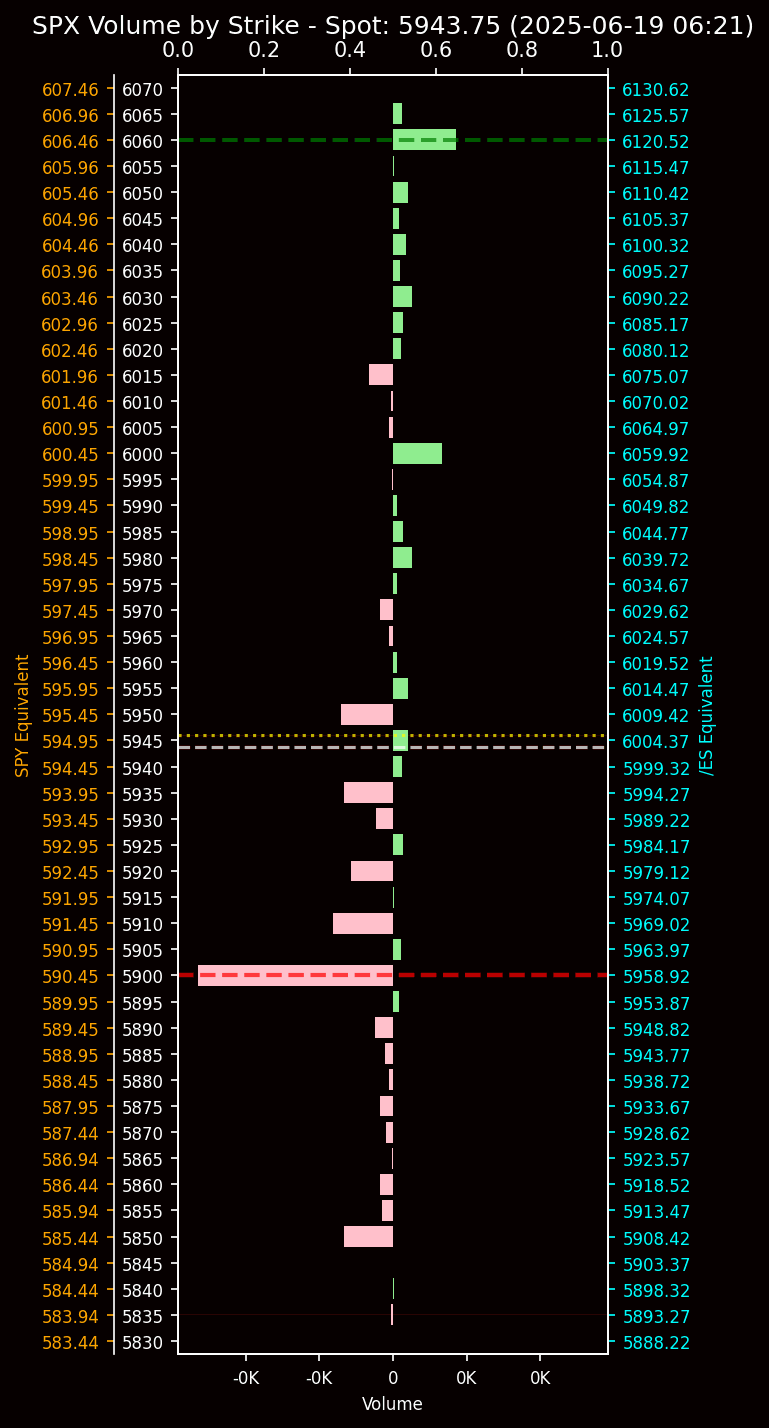 SPX Volume by Strike - Spot: 5943.75 (2025-06-19 06:21)
0.0 0.2 0.4 0.6 0.8 1.0
607.46 6070 6130.62
606.96 6065 6125.57
606.46 6060 6120.52
605.96 6055 6115.47
605.46 6050 6110.42
604.96 6045 6105.37
604.46 6040 6100.32
603.96 6035 6095.27
603.46 6030 6090.22
602.96 6025 6085.17
602.46 6020 6080.12
601.96 6015 6075.07
601.46 6010 6070.02
600.95 6005 6064.97
600.45 6000 6059.92
599.95 5995 6054.87
599.45 5990 6049.82
598.95 5985 6044.77
598.45 5980 6039.72
597.95 5975 6034.67
597.45 5970 6029.62
596.95 5965 6024.57
596.45 5960 6019.52
595.95 5955 6014.47
595.45 5950 6009.42
594.95 5945 6004.37
594.45 5940 5999.32
593.95 5935 5994.27
593.45 5930 5989.22
592.95 5925 5984.17
592.45 5920 5979.12
591.95 5915 5974.07
591.45 5910 5969.02
590.95 5905 5963.97
590.45 5900 5958.92
589.95 5895 5953.87
589.45 5890 5948.82
588.95 5885 5943.77
588.45 5880 5938.72
587.95 5875 5933.67
587.44 5870 5928.62
586.94 5865 5923.57
586.44 5860 5918.52
585.94 5855 5913.47
585.44 5850 5908.42
584.94 5845 5903.37
584.44 5840 5898.32
583.94 5835 5893.27
583.44 5830 5888.22
SPY Equivalent
/ES Equivalent
-0K -0K 0 0K 0K
Volume